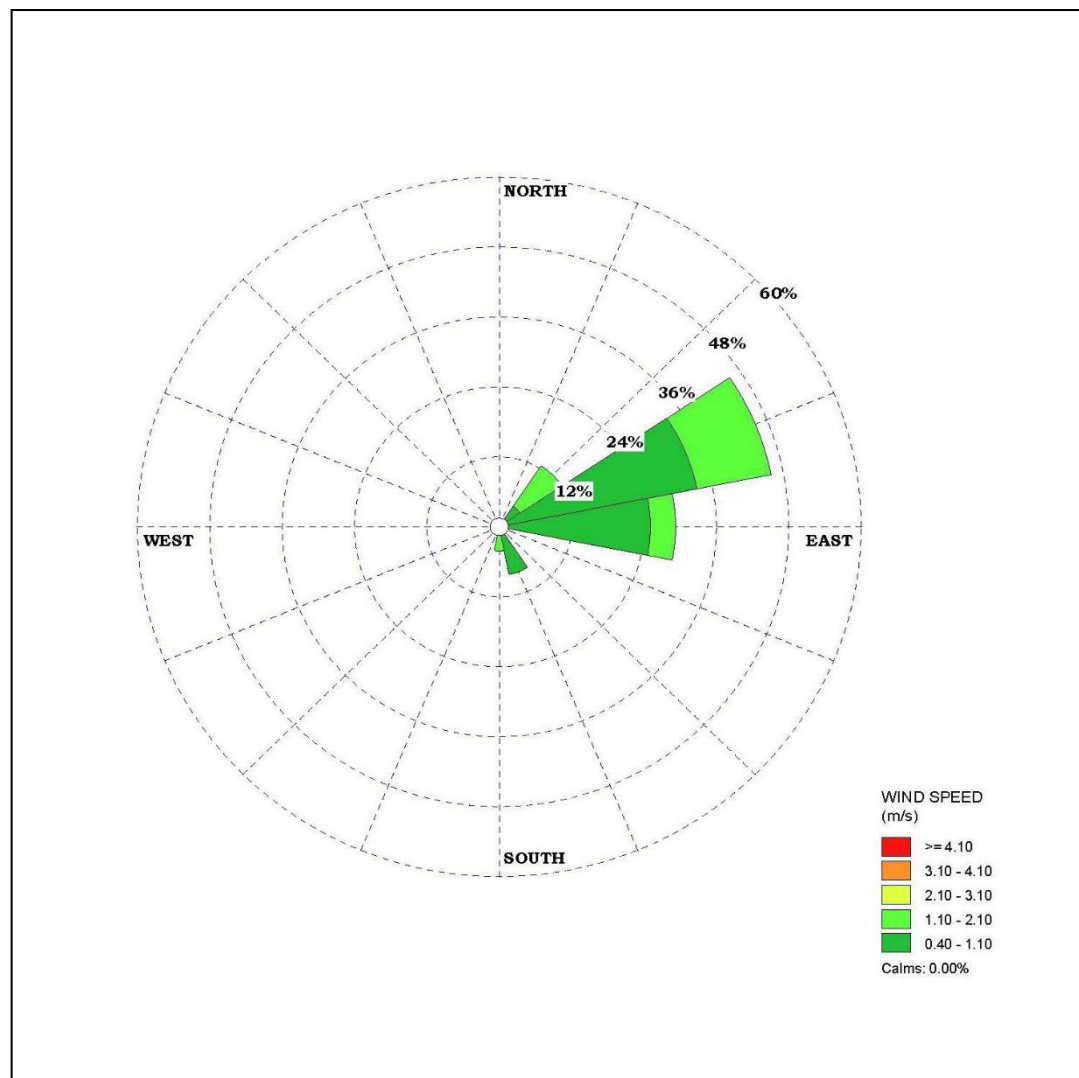 NORTH
60%
48%
36%
24%
12%
WEST
EAST
SOUTH
WIND SPEED
(m/s)
>= 4.10
3.10 - 4.10
2.10 - 3.10
1.10 - 2.10
0.40 - 1.10
Calms: 0.00%